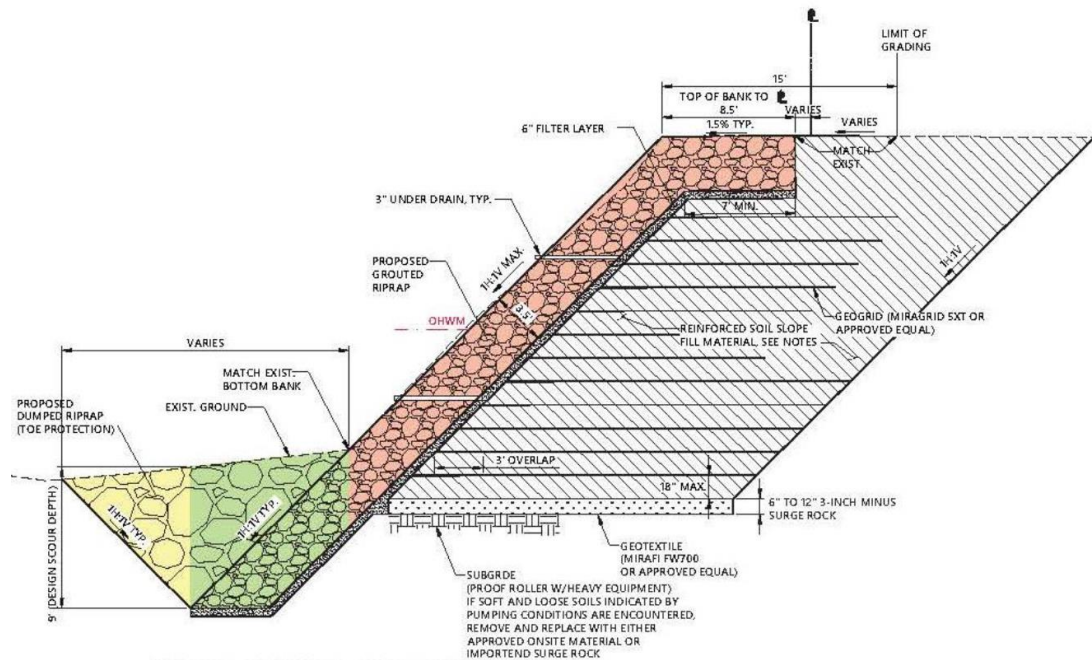 ℄
LIMIT OF
GRADING
15'
TOP OF BANK TO ℄
8.5'
VARIES
1.5% TYP.
VARIES
6" FILTER LAYER
MATCH
EXIST.
3" UNDER DRAIN, TYP.
7' MIN.
PROPOSED
GROUTED
RIPRAP
1H:1V MAX.
1H:1V
3.5'
OHWM
GEOGRID (MIRAGRID 5XT OR
APPROVED EQUAL)
REINFORCED SOIL SLOPE
FILL MATERIAL, SEE NOTES
VARIES
MATCH EXIST.
BOTTOM BANK
PROPOSED
DUMPED RIPRAP
(TOE PROTECTION)
EXIST. GROUND
3' OVERLAP
18" MAX.
6" TO 12" 3-INCH MINUS
SURGE ROCK
1H:1V TYP.
1H:1V TYP.
9' (DESIGN SCOUR DEPTH)
GEOTEXTILE
(MIRAFI FW700
OR APPROVED EQUAL)
SUBGRDE
(PROOF ROLLER W/HEAVY EQUIPMENT)
IF SOFT AND LOOSE SOILS INDICATED BY
PUMPING CONDITIONS ARE ENCOUNTERED,
REMOVE AND REPLACE WITH EITHER
APPROVED ONSITE MATERIAL OR
IMPORTEND SURGE ROCK